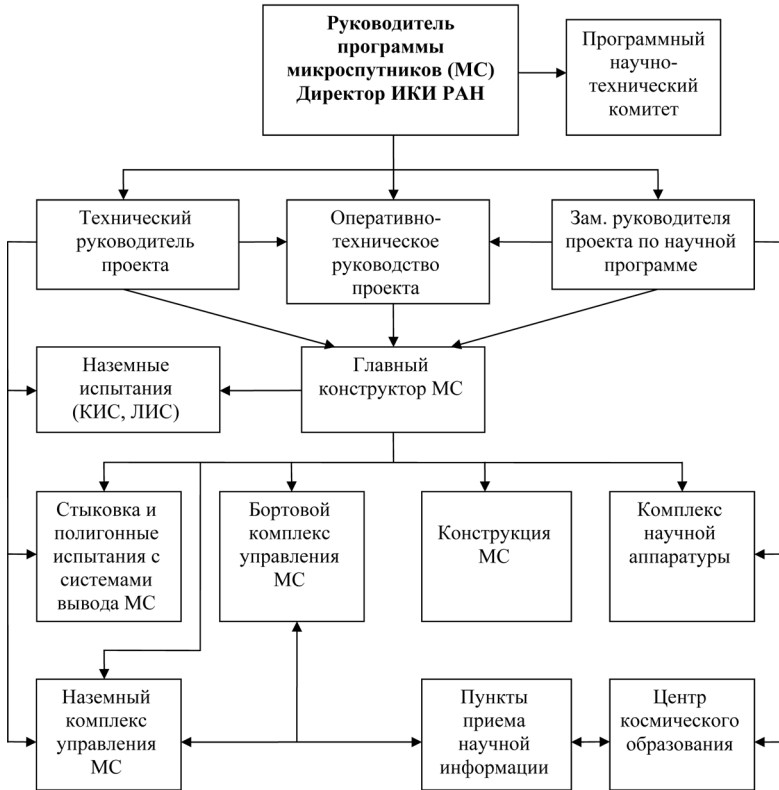 Руководитель
программы
микроспутников (МС)
Директор ИКИ РАН
Программный
научно-
технический
комитет
Технический
руководитель
проекта
Оперативно-
техническое
руководство
проекта
Зам. руководителя
проекта по научной
программе
Наземные
испытания
(КИС, ЛИС)
Главный
конструктор МС
Стыковка и
полигонные
испытания с
системами
вывода МС
Бортовой
комплекс
управления
МС
Конструкция
МС
Комплекс
научной
аппаратуры
Наземный
комплекс
управления
МС
Пункты
приема
научной
информации
Центр
космического
образования